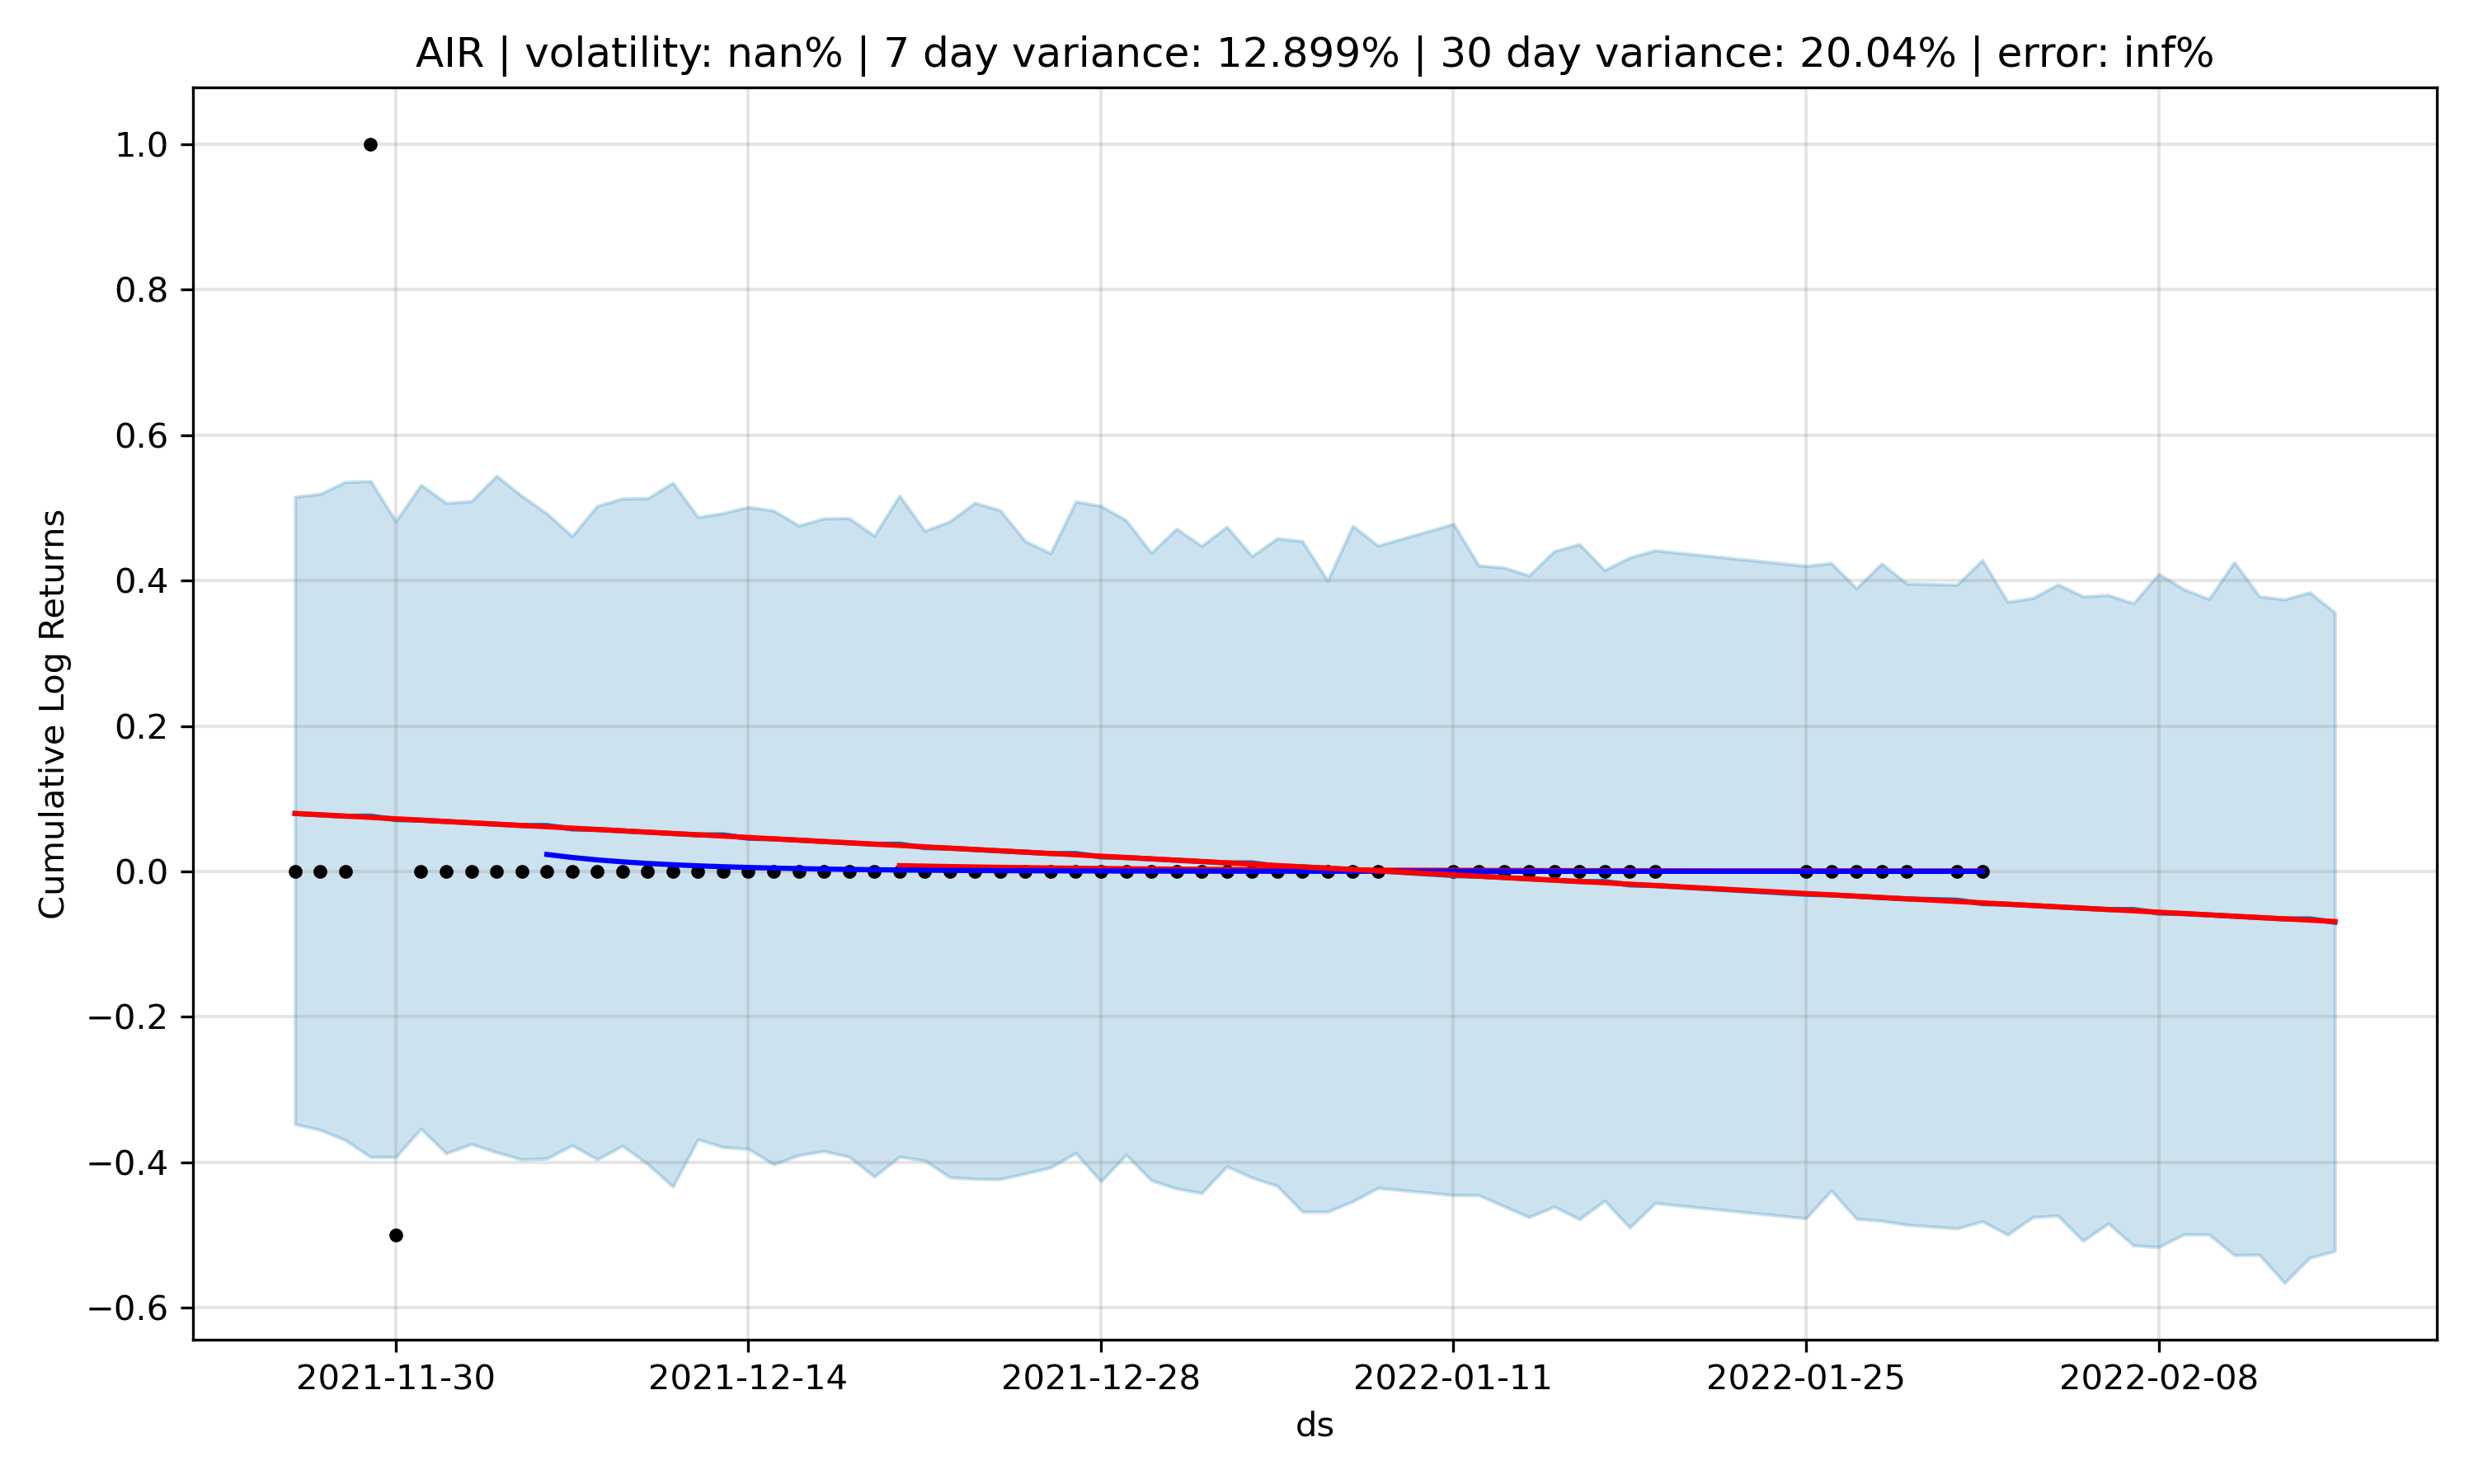 AIR | volatility: nan% | 7 day variance: 12.899% | 30 day variance: 20.04% | error: inf%
1.0
0.8
0.6
0.4
0.2
0.0
−0.2
−0.4
−0.6
Cumulative Log Returns
2021-11-30 2021-12-14 2021-12-28 2022-01-11 2022-01-25 2022-02-08
ds